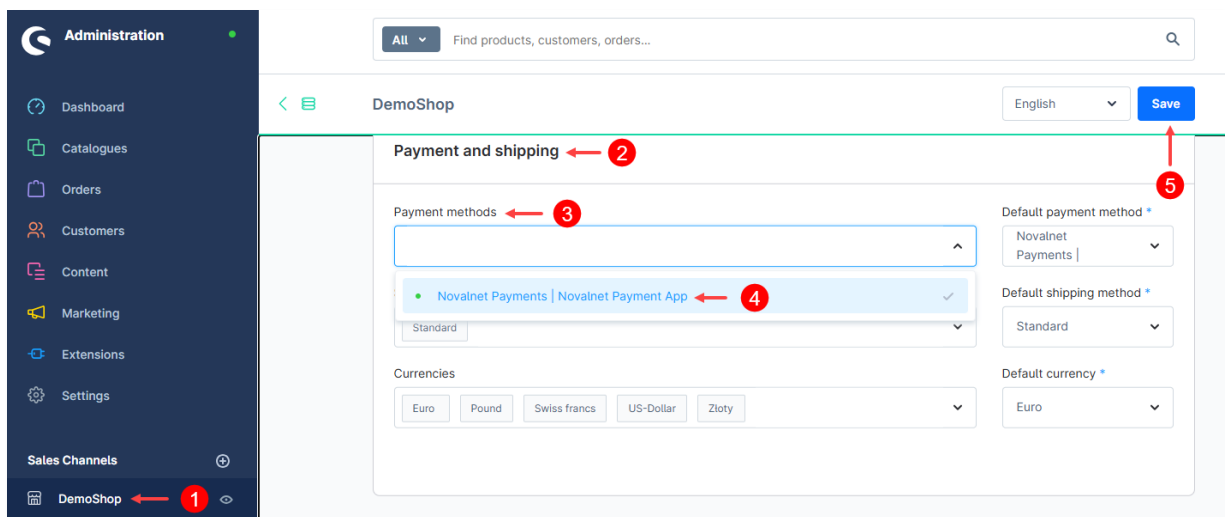 Administration
All
Find products, customers, orders...
Dashboard
Catalogues
Orders
Customers
Content
Marketing
Extensions
Settings
Sales Channels
DemoShop
1
DemoShop
English
Save
5
Payment and shipping
2
Payment methods
3
Default payment method *
Novalnet
Payments |
Novalnet Payments | Novalnet Payment App
4
Default shipping method *
Standard
Standard
Currencies
Default currency *
Euro Pound Swiss francs US-Dollar Złoty
Euro